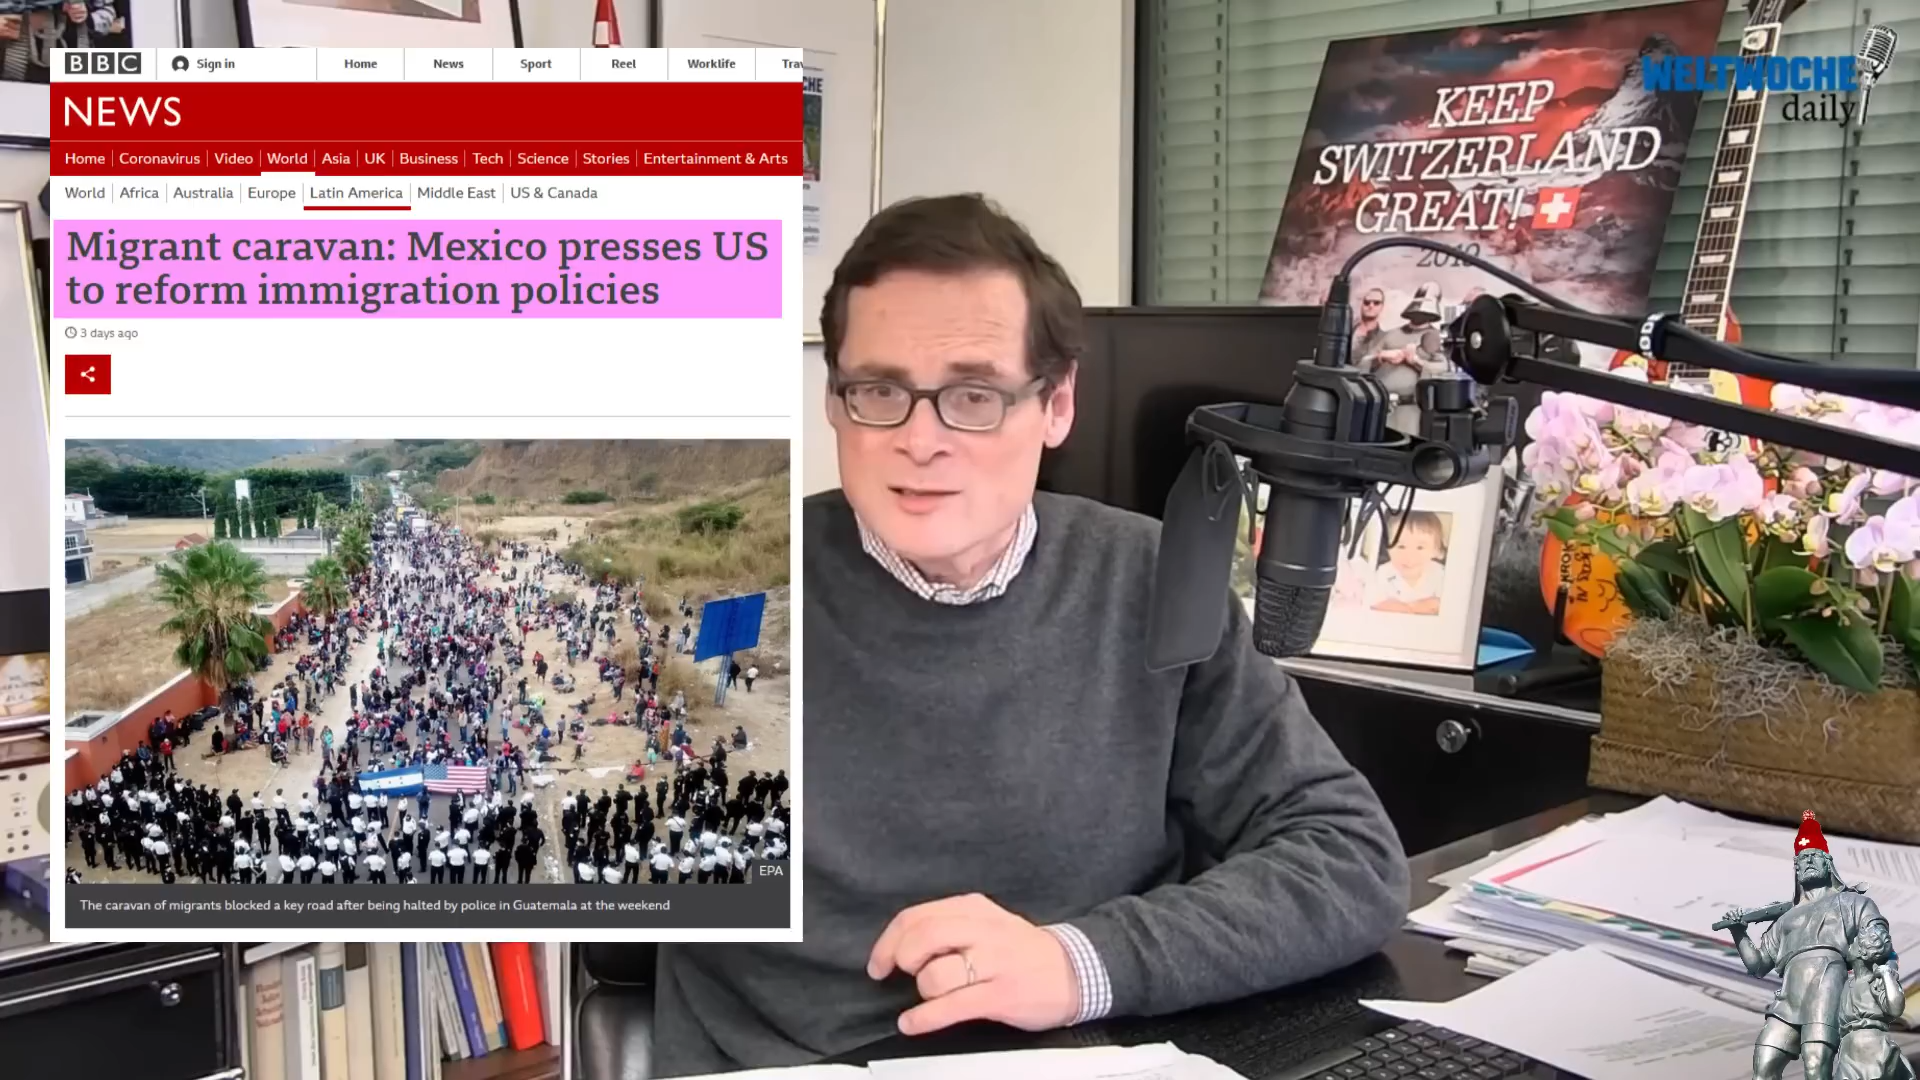 BBC
Sign in
Home
News
Sport
Reel
Worklife
Trav
NEWS
Home
Coronavirus
Video
World
Asia
UK
Business
Tech
Science
Stories
Entertainment & Arts
World
Africa
Australia
Europe
Latin America
Middle East
US & Canada
Migrant caravan: Mexico presses US
to reform immigration policies
3 days ago
EPA
The caravan of migrants blocked a key road after being halted by police in Guatemala at the weekend
KEEP
SWITZERLAND
GREAT!
2019
WELTWOCHE
daily